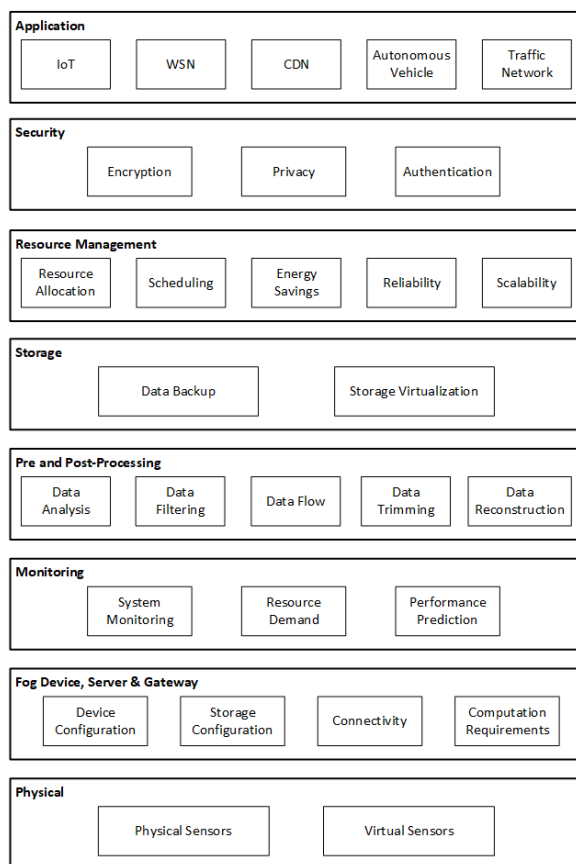 Application
IoT
WSN
CDN
Autonomous
Vehicle
Traffic
Network
Security
Encryption
Privacy
Authentication
Resource Management
Resource
Allocation
Scheduling
Energy
Savings
Reliability
Scalability
Storage
Data Backup
Storage Virtualization
Pre and Post-Processing
Data
Analysis
Data
Filtering
Data Flow
Data
Trimming
Data
Reconstruction
Monitoring
System
Monitoring
Resource
Demand
Performance
Prediction
Fog Device, Server & Gateway
Device
Configuration
Storage
Configuration
Connectivity
Computation
Requirements
Physical
Physical Sensors
Virtual Sensors